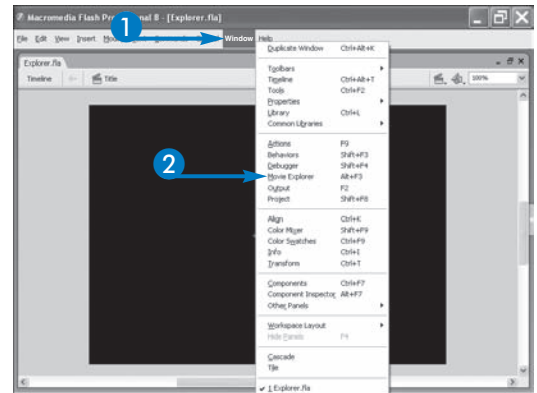 Macromedia Flash Professional 8 - [Explorer.fla]
1
File Edit View Insert Window Help
Explorer.fla
Timeline Title 100%
Duplicate Window Ctrl+Alt+K
Toolbars
Timeline Ctrl+Alt+T
Tools Ctrl+F2
Properties
Library Ctrl+L
Common Libraries
Actions F9
Behaviors Shift+F3
Debugger Shift+F4
2
Movie Explorer Alt+F3
Output F2
Project Shift+F8
Align Ctrl+K
Color Mixer Shift+F9
Color Swatches Ctrl+F9
Info Ctrl+I
Transform Ctrl+T
Components Ctrl+F7
Component Inspector Alt+F7
Other Panels
Workspace Layout
Hide Panels F4
Cascade
Tile
1 Explorer.fla